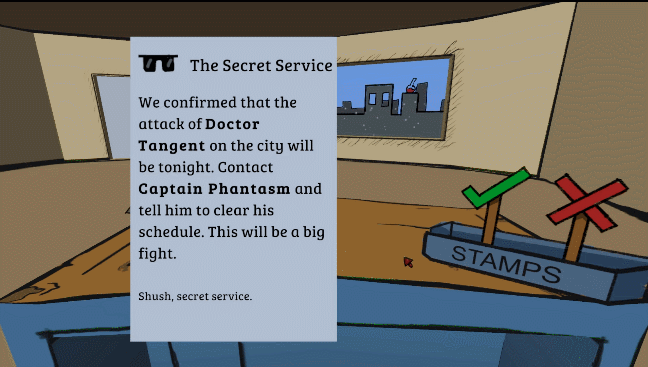 The Secret Service
We confirmed that the
attack of Doctor
Tangent on the city will
be tonight. Contact
Captain Phantasm and
tell him to clear his
schedule. This will be a big
fight.
Shush, secret service.
STAMPS